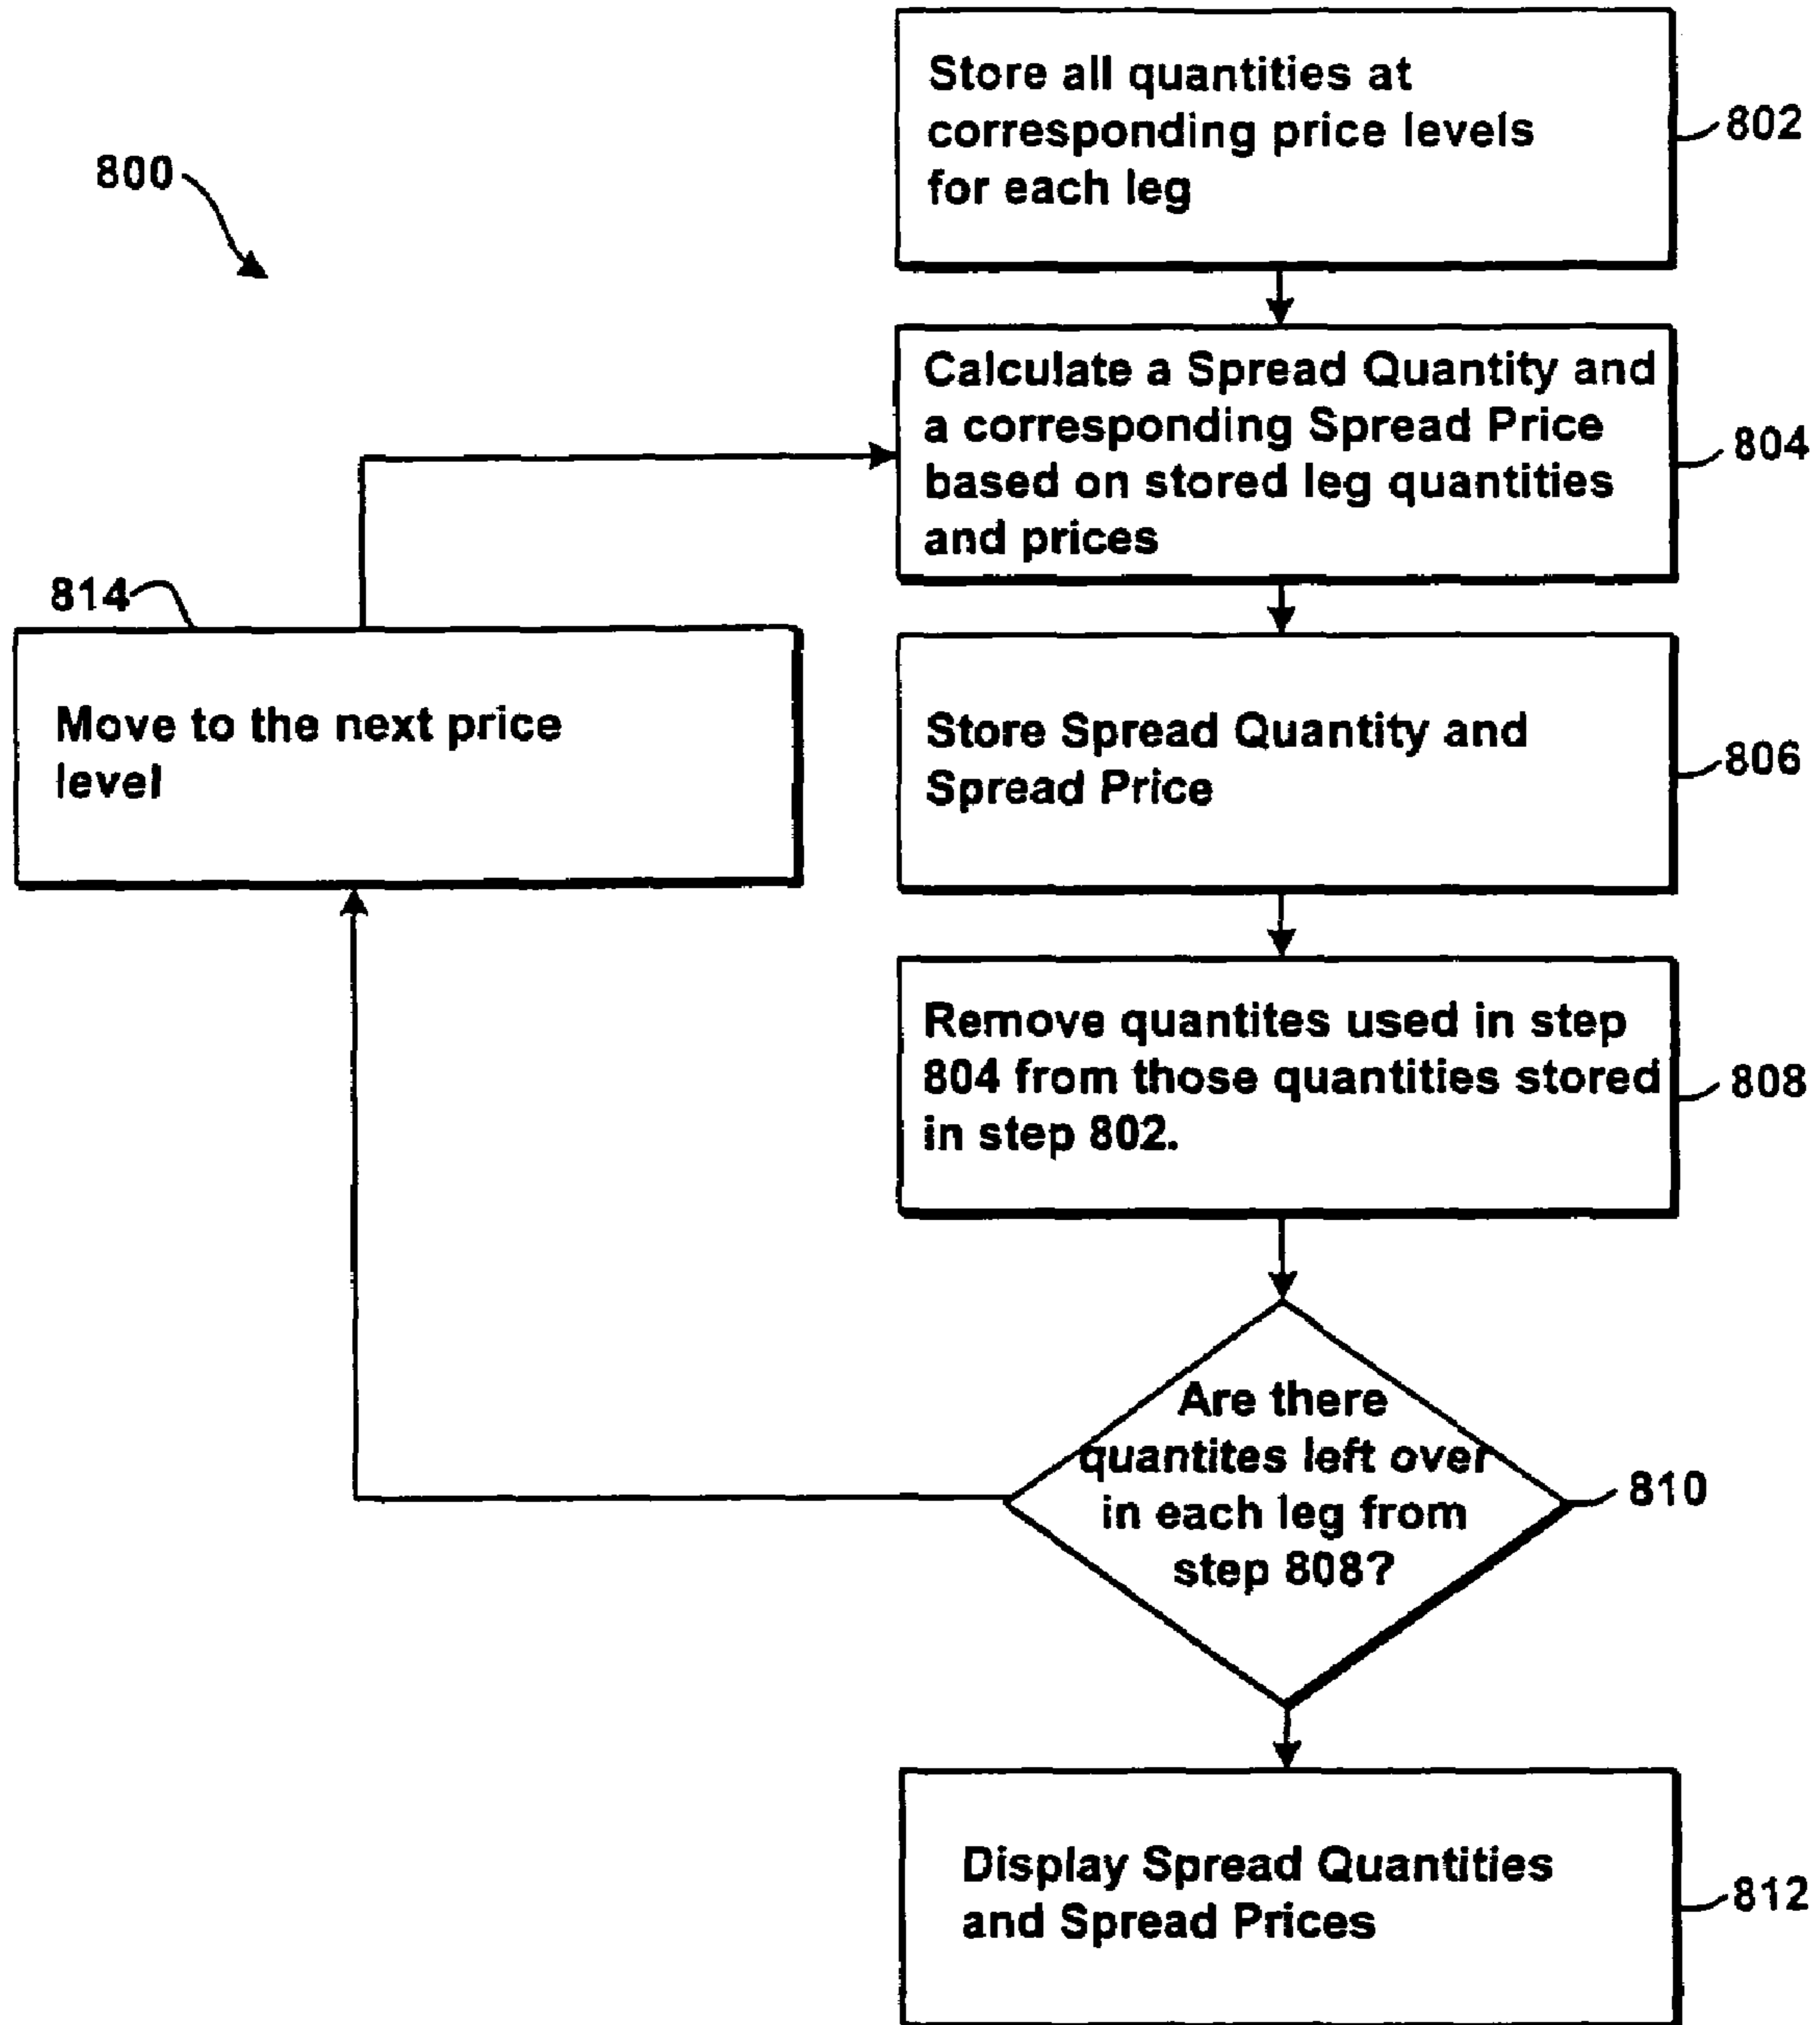 800
Store all quantities at
corresponding price levels
for each leg
802
Calculate a Spread Quantity and
a corresponding Spread Price
based on stored leg quantities
and prices
804
814
Move to the next price
level
Store Spread Quantity and
Spread Price
806
Remove quantites used in step
804 from those quantities stored
in step 802.
808
Are there
quantites left over
in each leg from
step 808?
810
Display Spread Quantities
and Spread Prices
812